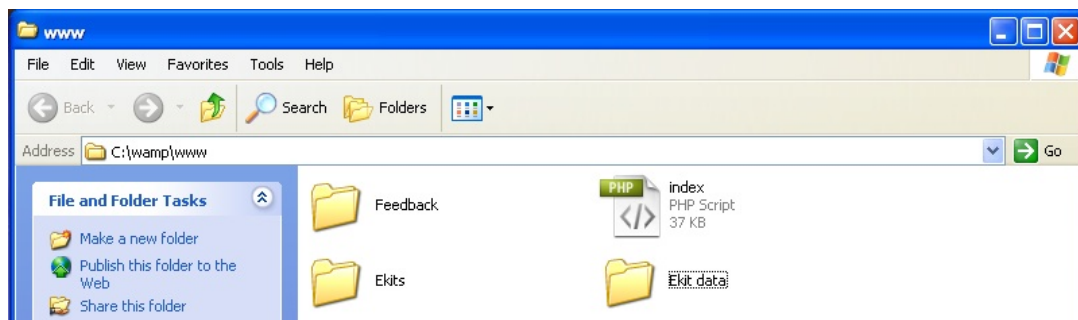 www
File Edit View Favorites Tools Help
Back Search Folders
Address C:\wamp\www Go
File and Folder Tasks
Make a new folder
Publish this folder to the
Web
Share this folder
Feedback
PHP
index
PHP Script
37 KB
Ekits
Ekit data